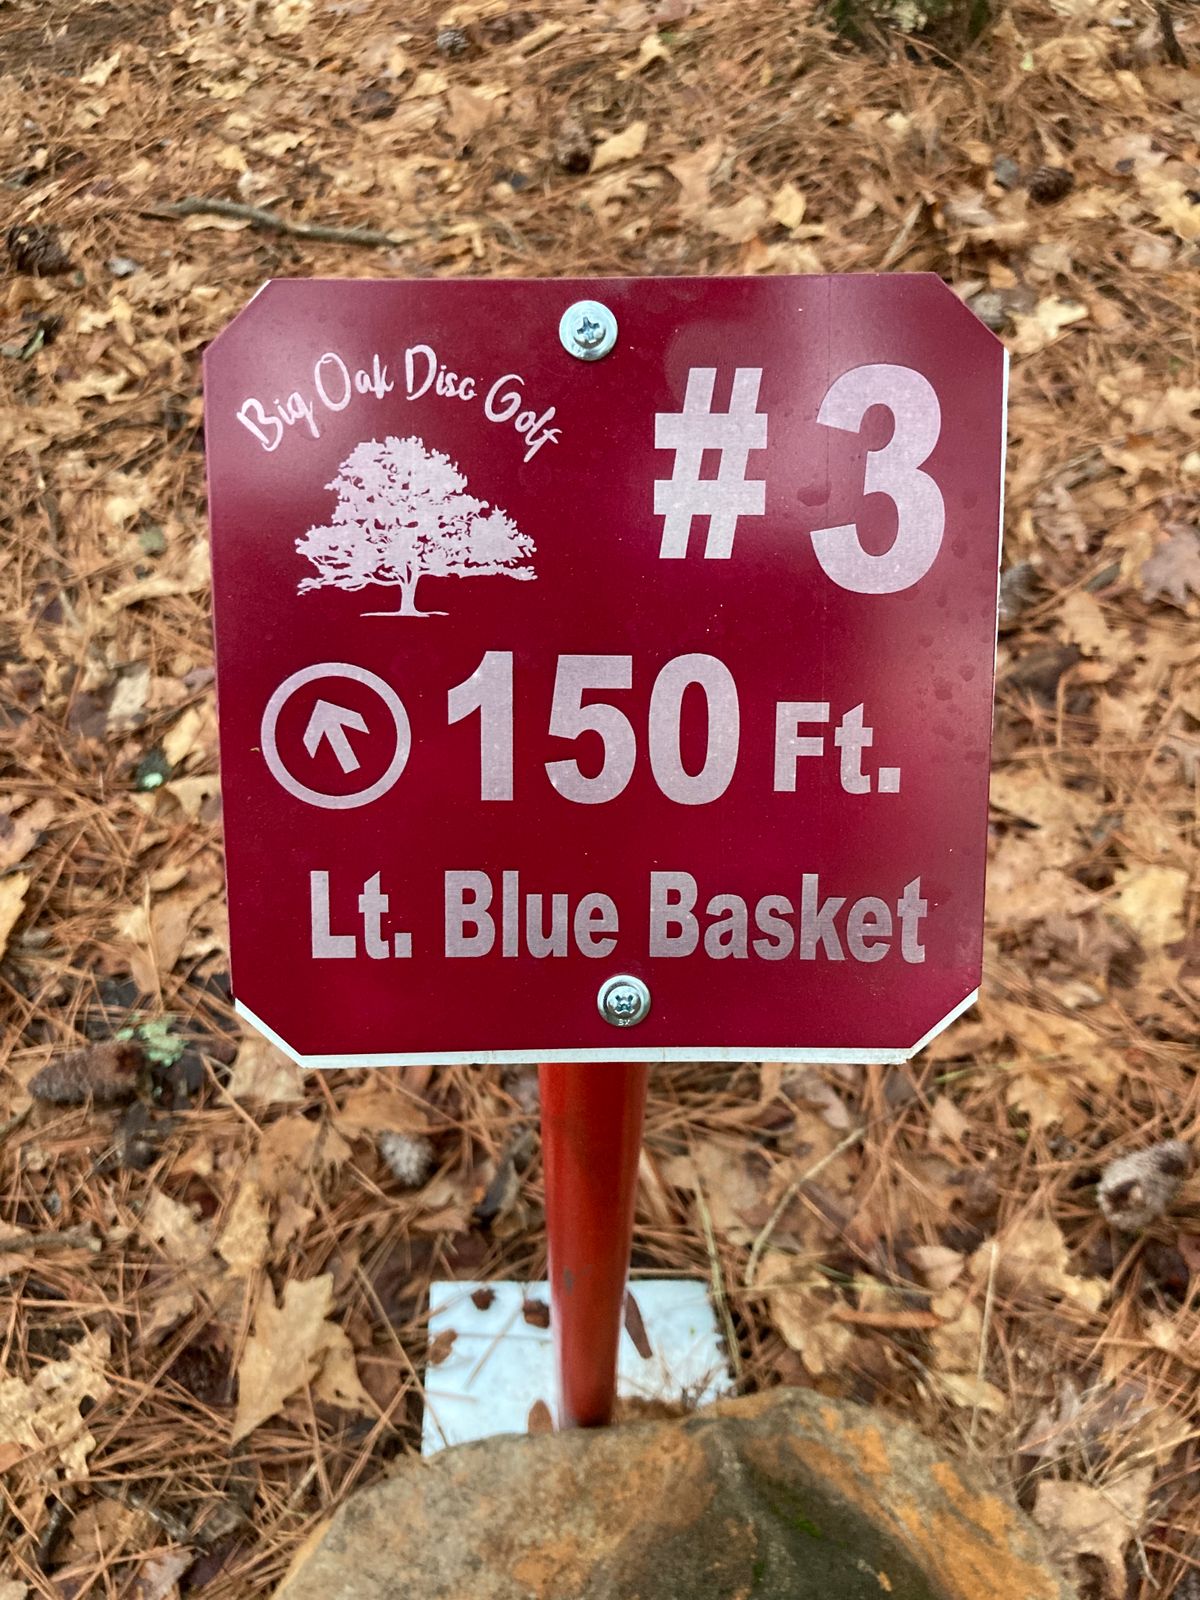 Big Oak Disc Golf
#3
150 Ft.
Lt. Blue Basket